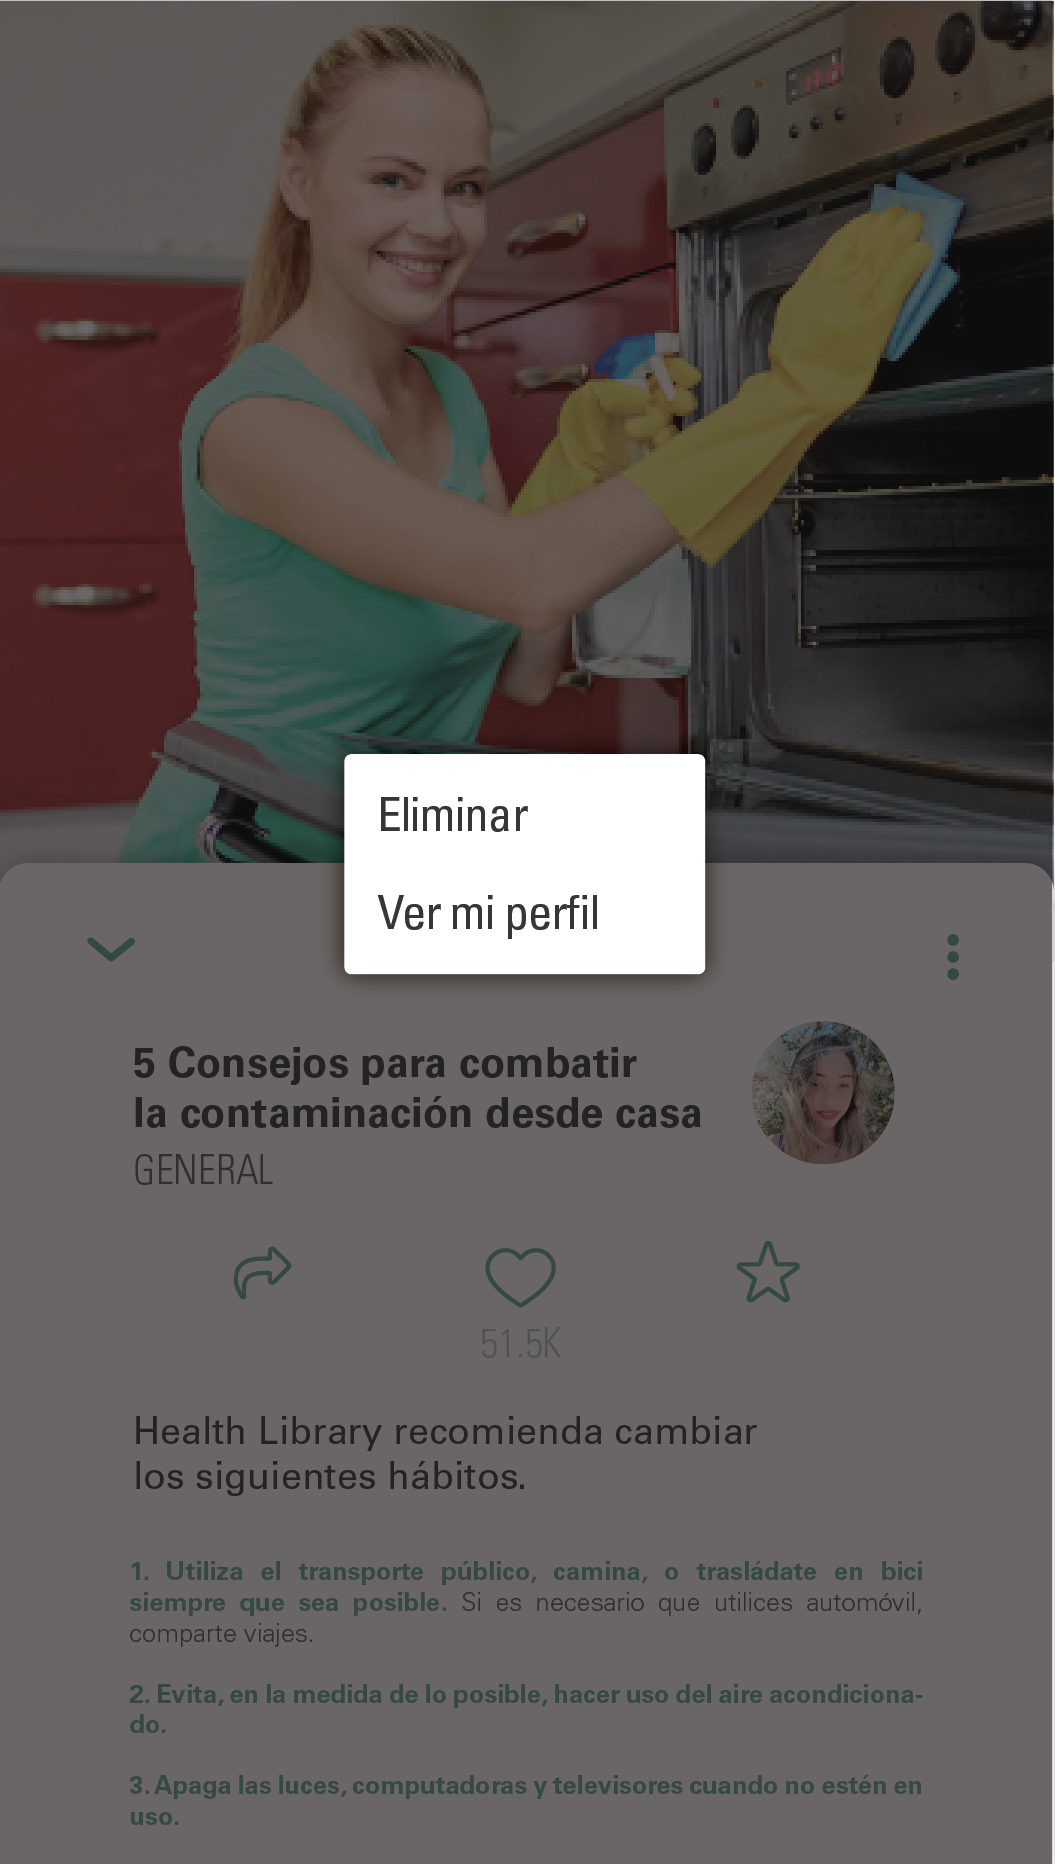 Eliminar
Ver mi perfil
5 Consejos para combatir
la contaminación desde casa
GENERAL
51.5K
Health Library recomienda cambiar
los siguientes hábitos.
1. Utiliza el transporte público, camina, o trasládate en bici
siempre que sea posible. Si es necesario que utilices automóvil,
comparte viajes.
2. Evita, en la medida de lo posible, hacer uso del aire acondiciona-
do.
3. Apaga las luces, computadoras y televisores cuando no estén en
uso.